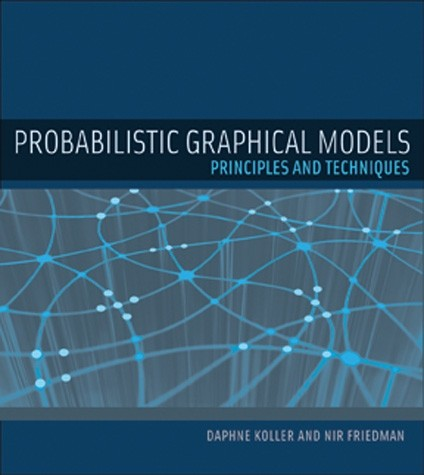 PROBABILISTIC GRAPHICAL MODELS
PRINCIPLES AND TECHNIQUES
DAPHNE KOLLER AND NIR FRIEDMAN